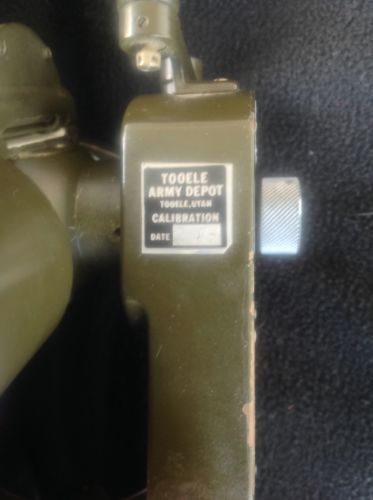 TOOELE
ARMY DEPOT
TOOELE, UTAH
CALIBRATION
DATE